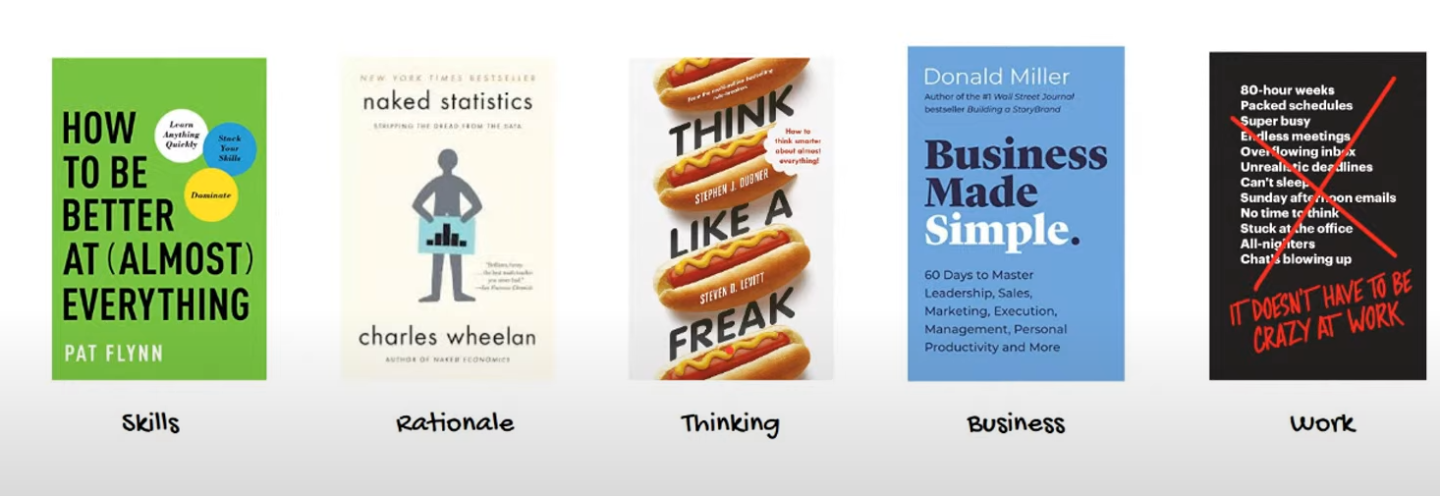 HOW
TO BE
BETTER
AT (ALMOST)
EVERYTHING
Learn
Anything
Quickly
Stack
Your
Skills
Dominate
PAT FLYNN
NEW YORK TIMES BESTSELLER
naked statistics
STRIPPING THE DREAD FROM THE DATA
charles wheelan
AUTHOR OF NAKED ECONOMICS
THINK
How to
think smarter
about almost
everything!
STEPHEN J. DUBNER
LIKE A
STEVEN D. LEVITT
FREAK
Donald Miller
Author of the #1 Wall Street Journal
bestseller Building a StoryBrand
Business
Made
Simple.
60 Days to Master
Leadership, Sales,
Marketing, Execution,
Management, Personal
Productivity and More
80-hour weeks
Packed schedules
Super busy
Endless meetings
Overflowing inbox
Unrealistic deadlines
Can't sleep
Sunday afternoon emails
No time to think
Stuck at the office
All-nighters
Chats blowing up
IT DOESN'T HAVE TO BE
CRAZY AT WORK
Skills
Rationale
Thinking
Business
Work